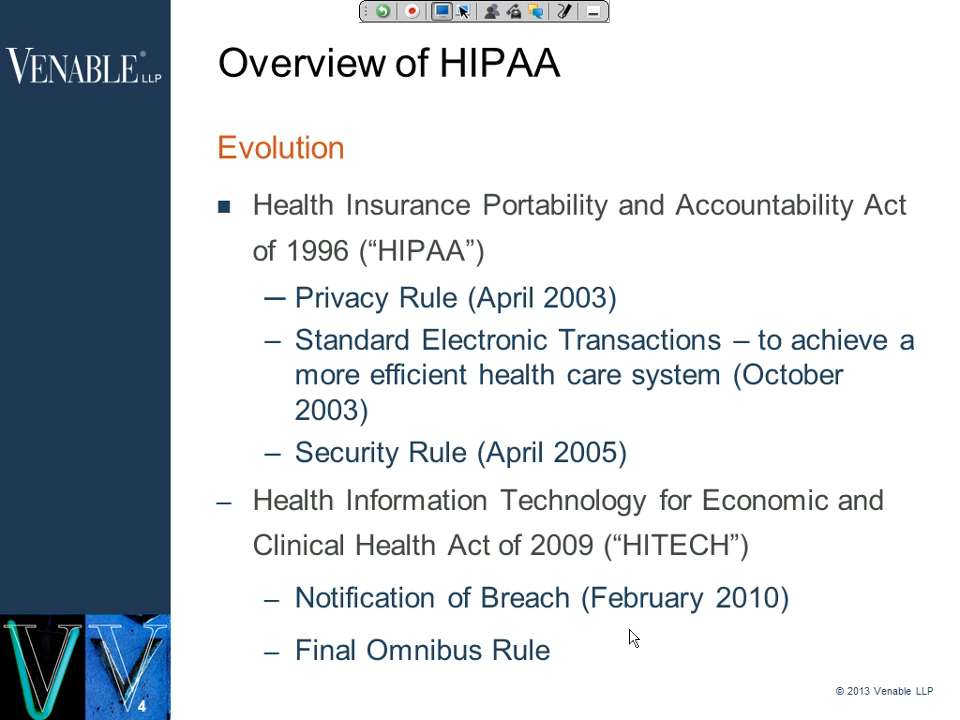 VENABLE® LLP
Overview of HIPAA
Evolution
■ Health Insurance Portability and Accountability Act
of 1996 (“HIPAA”)
– Privacy Rule (April 2003)
– Standard Electronic Transactions – to achieve a
more efficient health care system (October
2003)
– Security Rule (April 2005)
– Health Information Technology for Economic and
Clinical Health Act of 2009 (“HITECH”)
– Notification of Breach (February 2010)
– Final Omnibus Rule
4
© 2013 Venable LLP